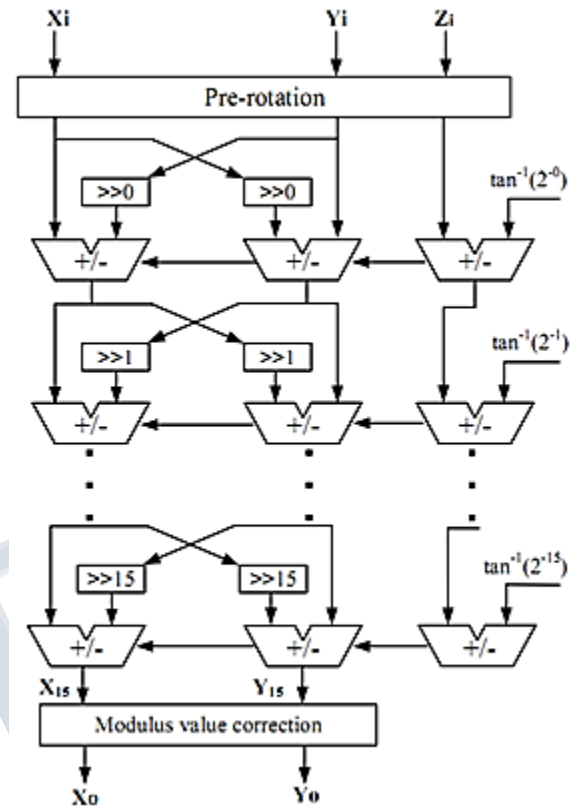 Xi Yi Zi
Pre-rotation
>>0 >>0 tan⁻¹(2⁻⁰)
+/- +/- +/-
>>1 >>1 tan⁻¹(2⁻¹)
+/- +/- +/-
>>15 >>15 tan⁻¹(2⁻¹⁵)
+/- +/- +/-
X₁₅ Y₁₅
Modulus value correction
Xo Yo